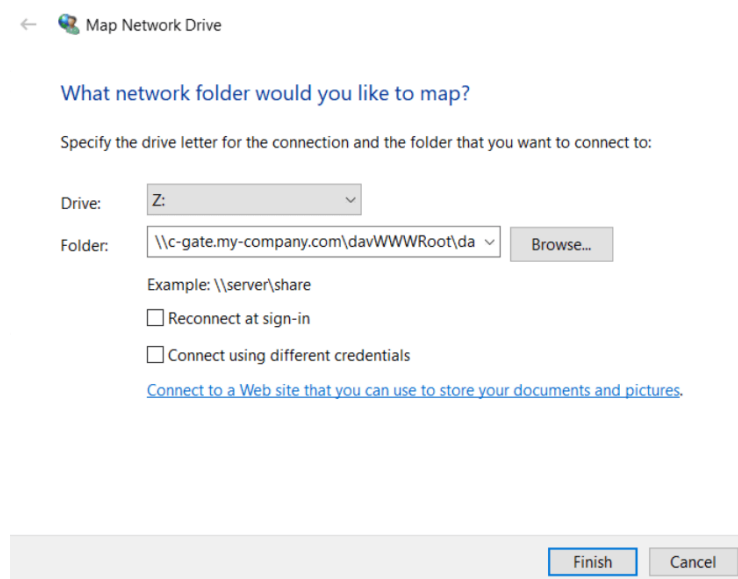 Map Network Drive
What network folder would you like to map?
Specify the drive letter for the connection and the folder that you want to connect to:
Drive: Z:
Folder: \\c-gate.my-company.com\davWWWRoot\da Browse...
Example: \\server\share
Reconnect at sign-in
Connect using different credentials
Connect to a Web site that you can use to store your documents and pictures.
Finish Cancel